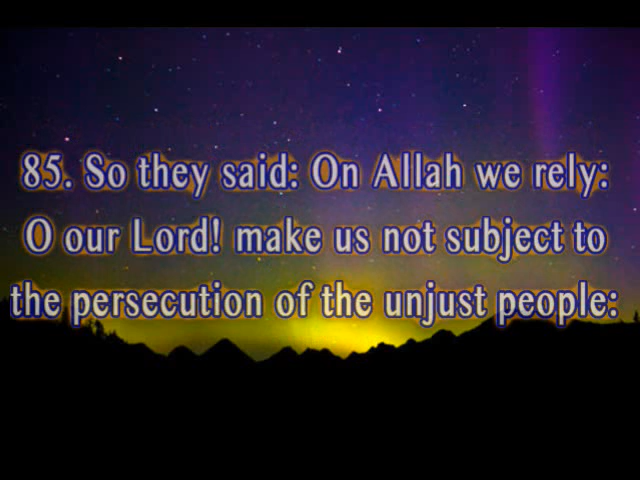 85. So they said: On Allah we rely:
O our Lord! make us not subject to
the persecution of the unjust people: